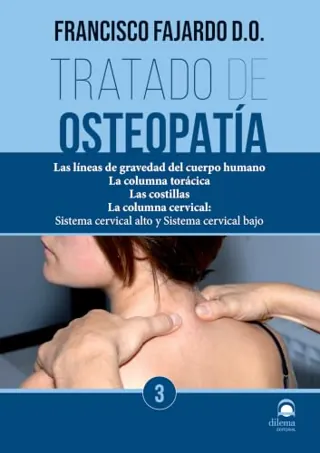 FRANCISCO FAJARDO D.O.
TRATADO DE
OSTEOPATÍA
Las líneas de gravedad del cuerpo humano
La columna torácica
Las costillas
La columna cervical:
Sistema cervical alto y Sistema cervical bajo
3
dilema
EDITORIAL